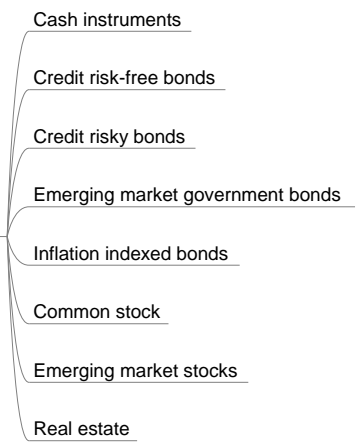 Cash instruments
Credit risk-free bonds
Credit risky bonds
Emerging market government bonds
Inflation indexed bonds
Common stock
Emerging market stocks
Real estate